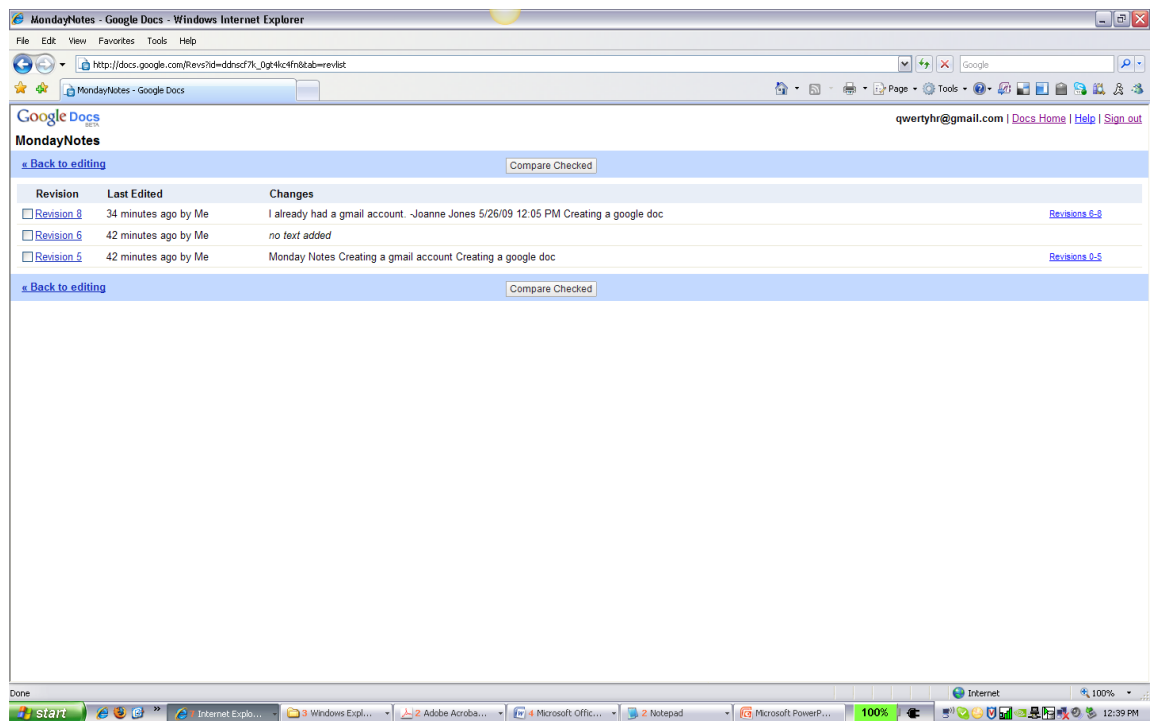 MondayNotes - Google Docs - Windows Internet Explorer
File Edit View Favorites Tools Help
http://docs.google.com/Revs?id=ddnscf7k_0gt4kc4fn&tab=revlist Google
MondayNotes - Google Docs Page Tools
Google Docs BETA
qwertyhr@gmail.com | Docs Home | Help | Sign out
MondayNotes
« Back to editing Compare Checked
Revision Last Edited Changes
Revision 8 34 minutes ago by Me I already had a gmail account. -Joanne Jones 5/26/09 12:05 PM Creating a google doc Revisions 6-8
Revision 6 42 minutes ago by Me no text added
Revision 5 42 minutes ago by Me Monday Notes Creating a gmail account Creating a google doc Revisions 0-5
« Back to editing Compare Checked
Done Internet 100%
start » 3 Internet Explo... 3 Windows Expl... 2 Adobe Acroba... 4 Microsoft Offic... 2 Notepad Microsoft PowerP... 100% 12:39 PM